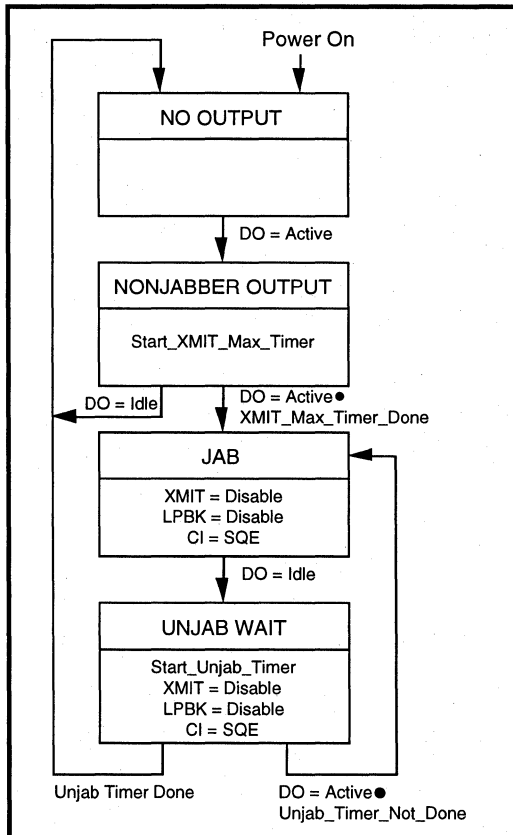 Power On
NO OUTPUT
DO = Active
NONJABBER OUTPUT
Start_XMIT_Max_Timer
DO = Idle
DO = Active●
XMIT_Max_Timer_Done
JAB
XMIT = Disable
LPBK = Disable
CI = SQE
DO = Idle
UNJAB WAIT
Start_Unjab_Timer
XMIT = Disable
LPBK = Disable
CI = SQE
Unjab Timer Done
DO = Active●
Unjab_Timer_Not_Done